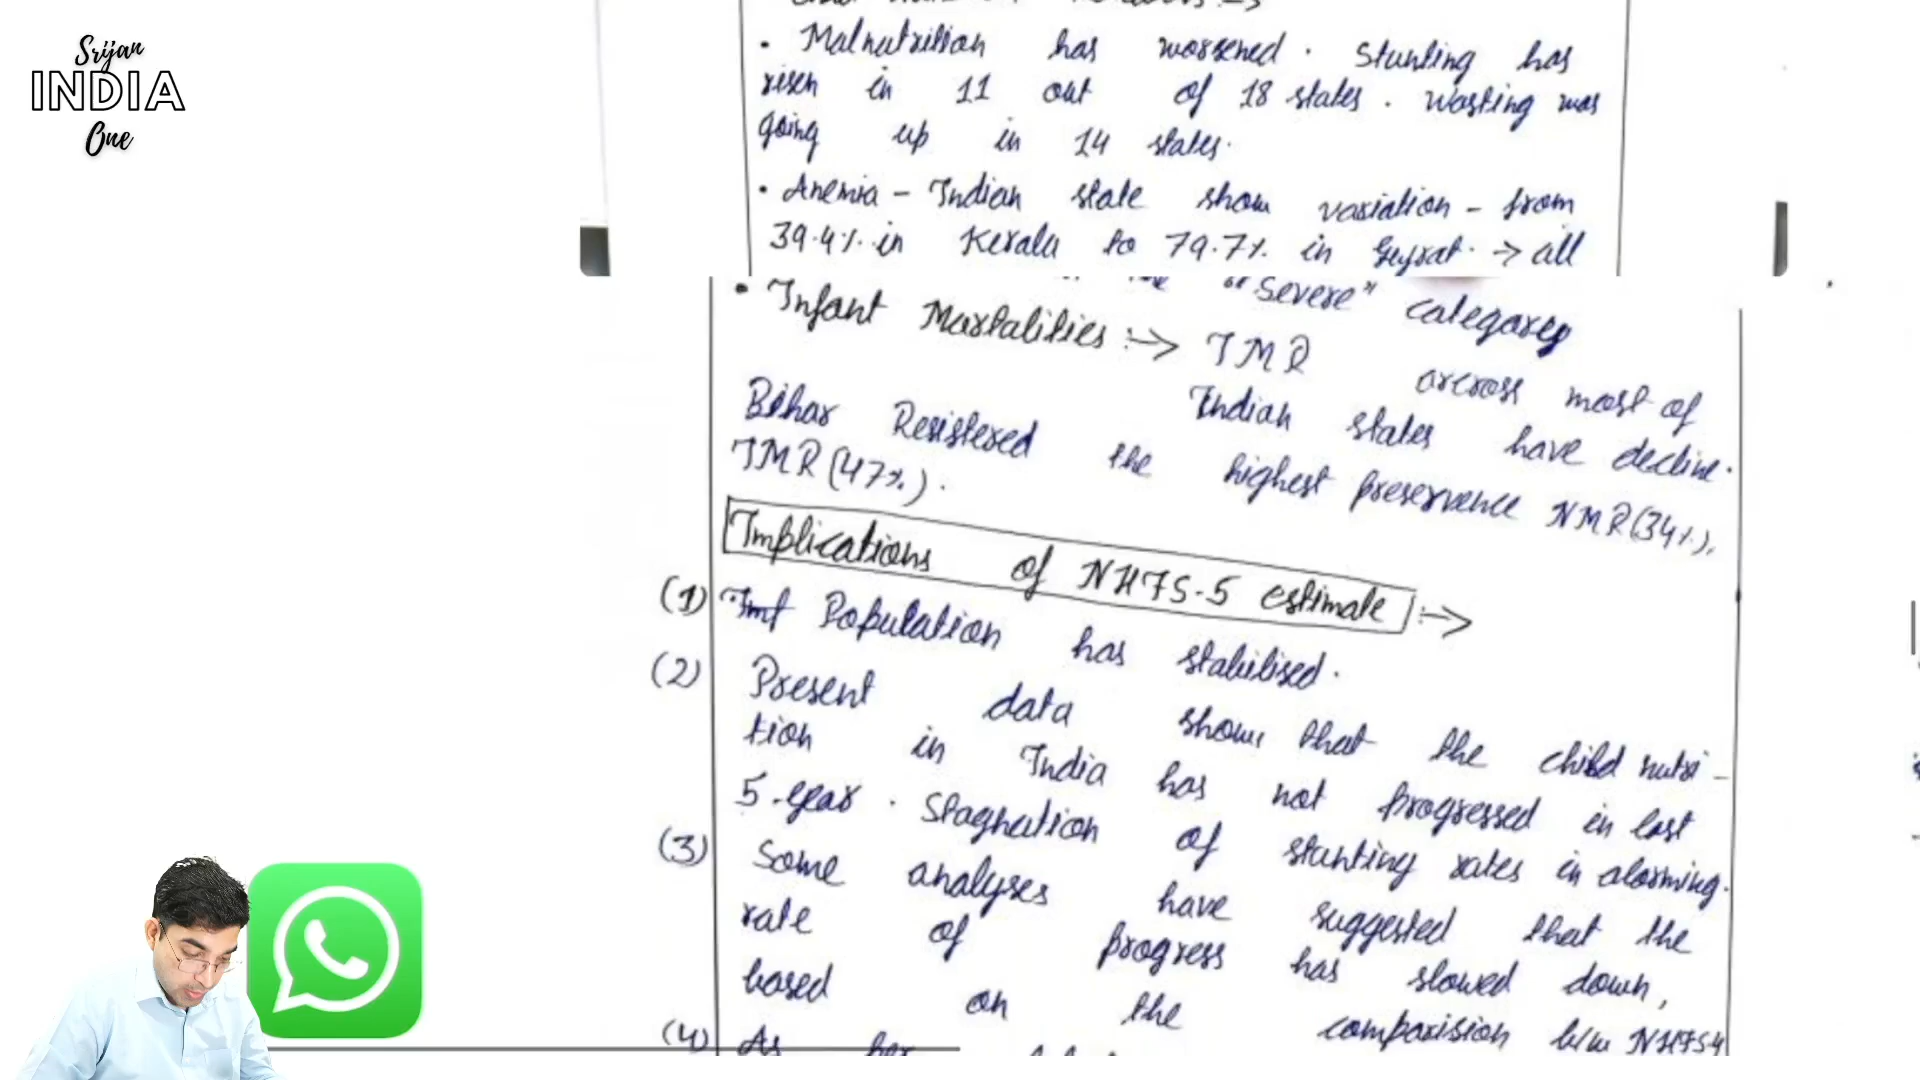 Srijan
INDIA
One
• Malnutrition has worsened. Stunting has
risen in 11 out of 18 states. Wasting was
going up in 14 states.
• Anemia - Indian state show variation - from
39.4%. in Kerala to 79.7%. in Gujrat. → all
"Severe" category
• Infant Martalities :→ IMR across most of
Indian states have decline.
Bihar Resistered the highest preservence NMR (34%),
IMR (47%).
Implications of NHFS-5 estimate :→
(1) Population has stabilised.
(2) Present data shows that the child nutri-
tion in India has not progressed in last
5-year. Stagnation of stunting rates in alarming.
(3) Some analyses have suggested that the
rate of progress has slowed down,
based on the comparision b/w NHFS4
(4) As